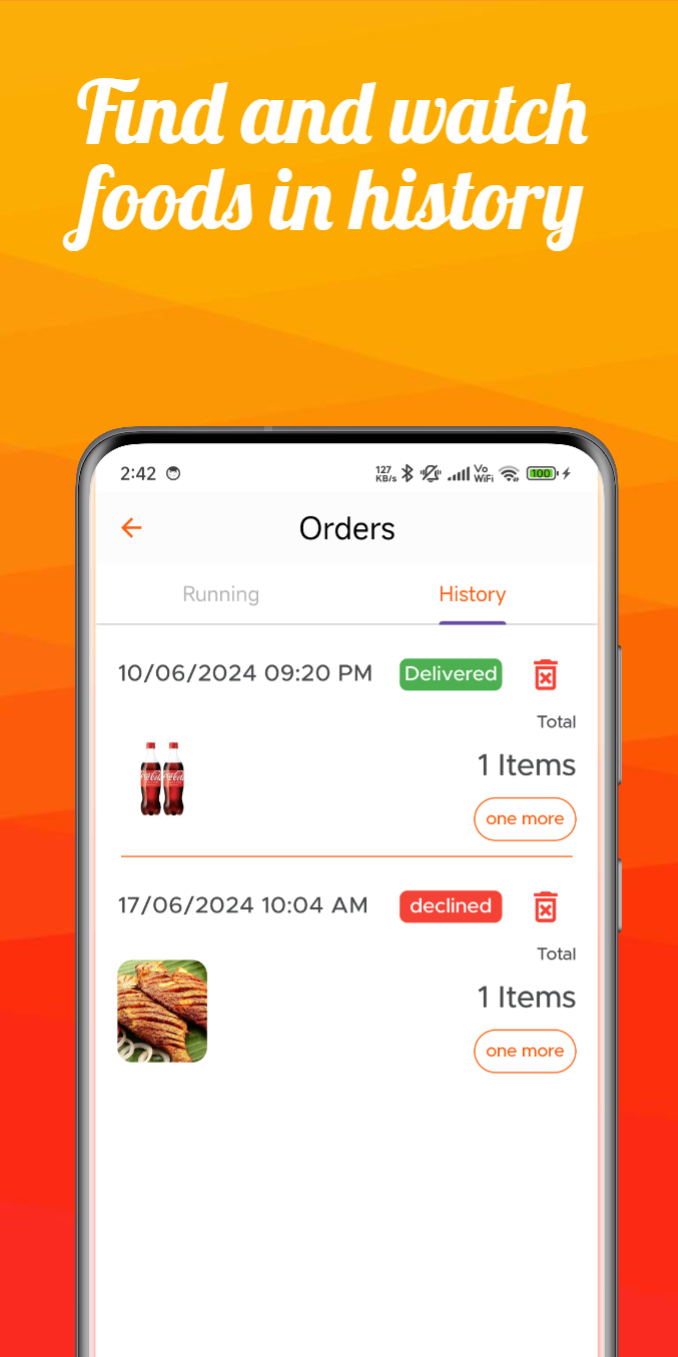 Find and watch
foods in history
2:42
127
KB/s
Vo
WiFi
100
Orders
Running
History
10/06/2024 09:20 PM
Delivered
Total
1 Items
one more
17/06/2024 10:04 AM
declined
Total
1 Items
one more